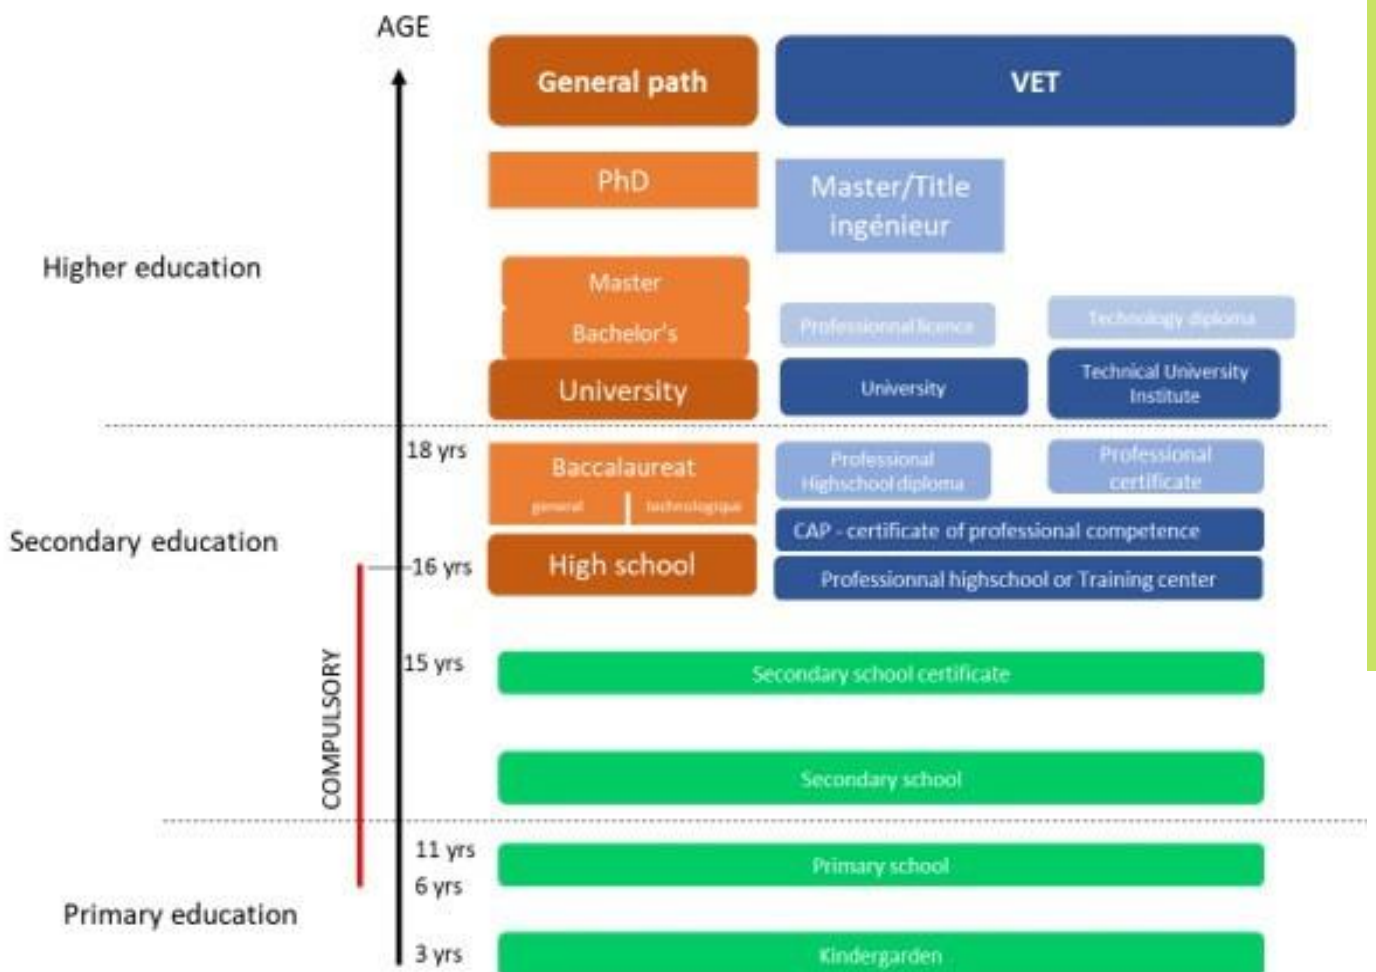 AGE
General path
VET
PhD
Master/Title
ingénieur
Higher education
Master
Bachelor's
Professionnal licence
Technology diploma
University
University
Technical University
Institute
18 yrs
Baccalaureat
general
technologique
Professional
Highschool diploma
Professional
certificate
Secondary education
CAP - certificate of professional competence
16 yrs
High school
Professionnal highschool or Training center
COMPULSORY
15 yrs
Secondary school certificate
Secondary school
11 yrs
Primary school
6 yrs
Primary education
3 yrs
Kindergarden